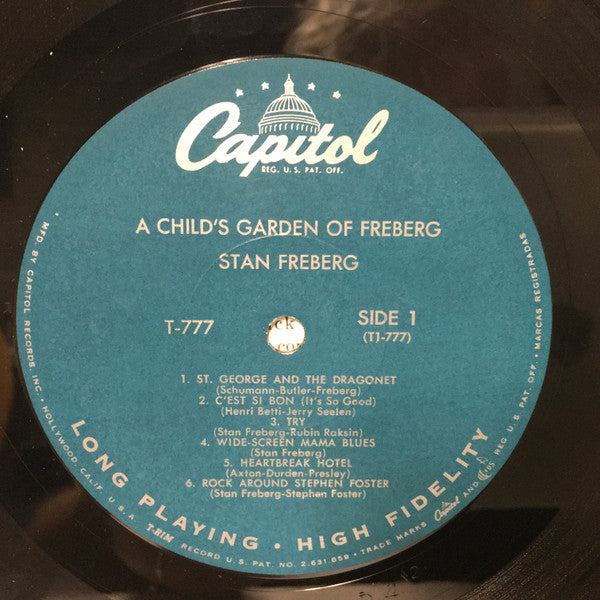 Capitol
REG. U.S. PAT. OFF.
A CHILD'S GARDEN OF FREBERG
STAN FREBERG
T-777
SIDE 1
(T1-777)
ck
con
1. ST. GEORGE AND THE DRAGONET
(Schumann-Butler-Freberg)
2. C'EST SI BON (It's So Good)
(Henri Betti-Jerry Seelen)
3. TRY
(Stan Freberg-Rubin Raksin)
4. WIDE-SCREEN MAMA BLUES
(Stan Freberg)
5. HEARTBREAK HOTEL
(Axton-Durden-Presley)
6. ROCK AROUND STEPHEN FOSTER
(Stan Freberg-Stephen Foster)
LONG PLAYING • HIGH FIDELITY
MFD. BY CAPITOL RECORDS, INC. • HOLLYWOOD, CALIF. U.S.A. T-RIM RECORD U.S. PAT. NO. 2,631,859 • TRADE MARKS Capitol AND REG U.S. PAT. OFF. • MARCAS REGISTRADAS